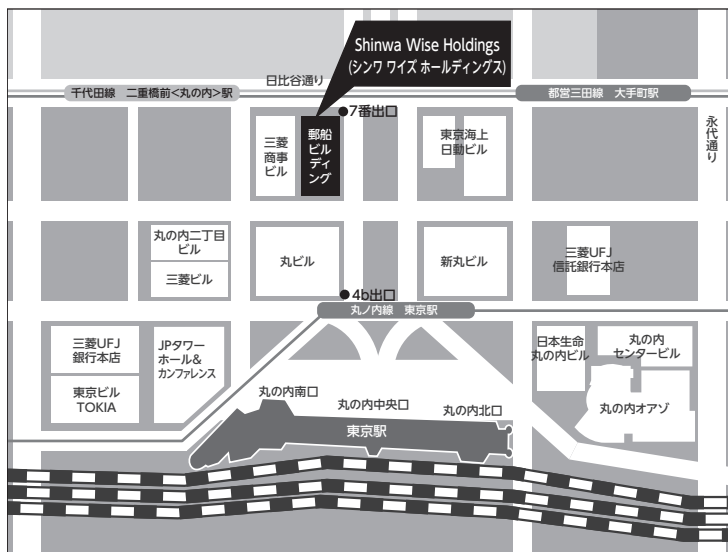 Shinwa Wise Holdings
(シンワ ワイズ ホールディングス)
日比谷通り
千代田線 二重橋前<丸の内>駅
都営三田線 大手町駅
●7番出口
三菱
商事
ビル
郵船
ビル
ディ
ング
東京海上
日動ビル
永代通り
丸の内二丁目
ビル
三菱ビル
丸ビル
新丸ビル
三菱UFJ
信託銀行本店
●4b出口
丸ノ内線 東京駅
三菱UFJ
銀行本店
東京ビル
TOKIA
JPタワー
ホール&
カンファレンス
日本生命
丸の内ビル
丸の内
センタービル
丸の内オアゾ
丸の内南口
丸の内中央口
丸の内北口
東京駅